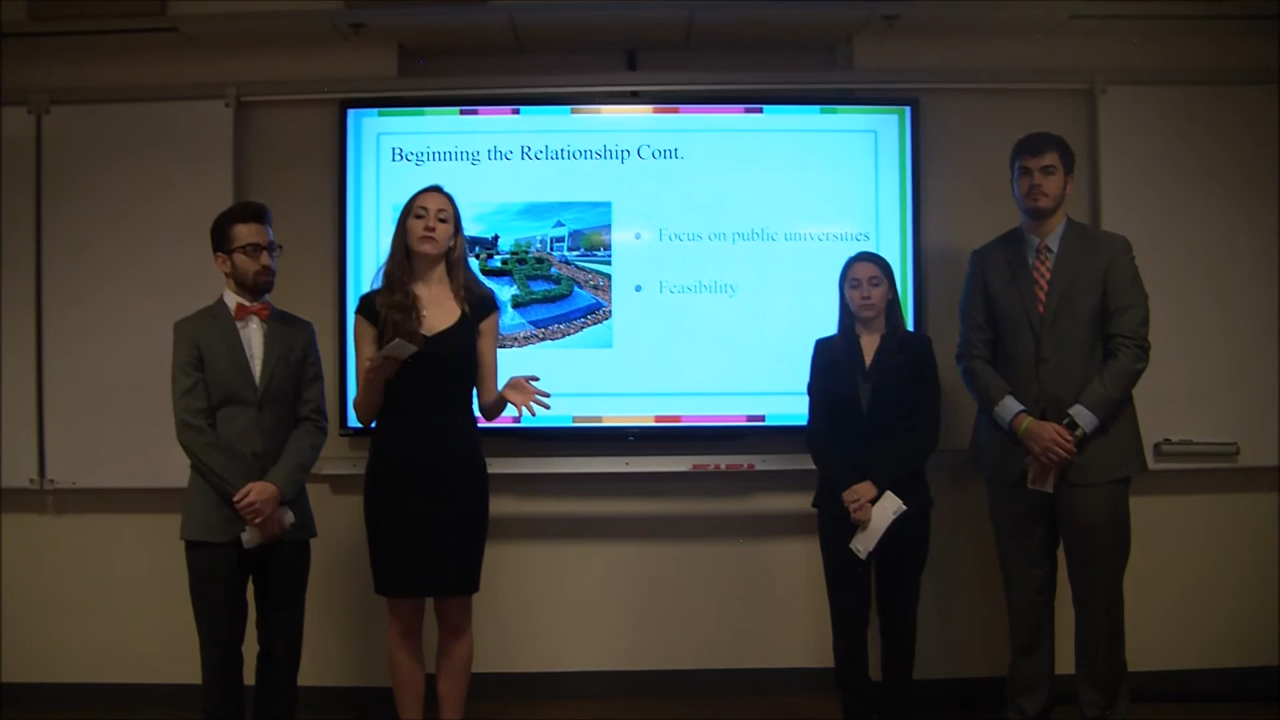 Beginning the Relationship Cont.
Focus on public universities
Feasibility